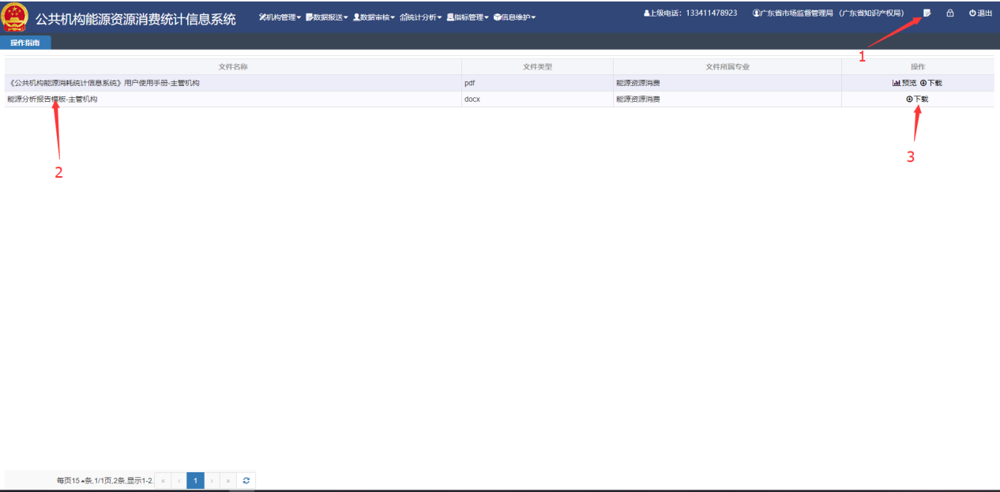 公共机构能源资源消费统计信息系统 机构管理 数据报送 数据审核 统计分析 指标管理 信息维护 上级电话：133411478923 广东省市场监督管理局（广东省知识产权局） 退出
操作指南
1
文件名称 文件类型 文件所属专业 操作
《公共机构能源消耗统计信息系统》用户使用手册-主管机构 pdf 能源资源消费 预览 下载
能源分析报告模板-主管机构 docx 能源资源消费 下载
2 3
每页15条,1/1页,2条,显示1-2. « ‹ 1 › »